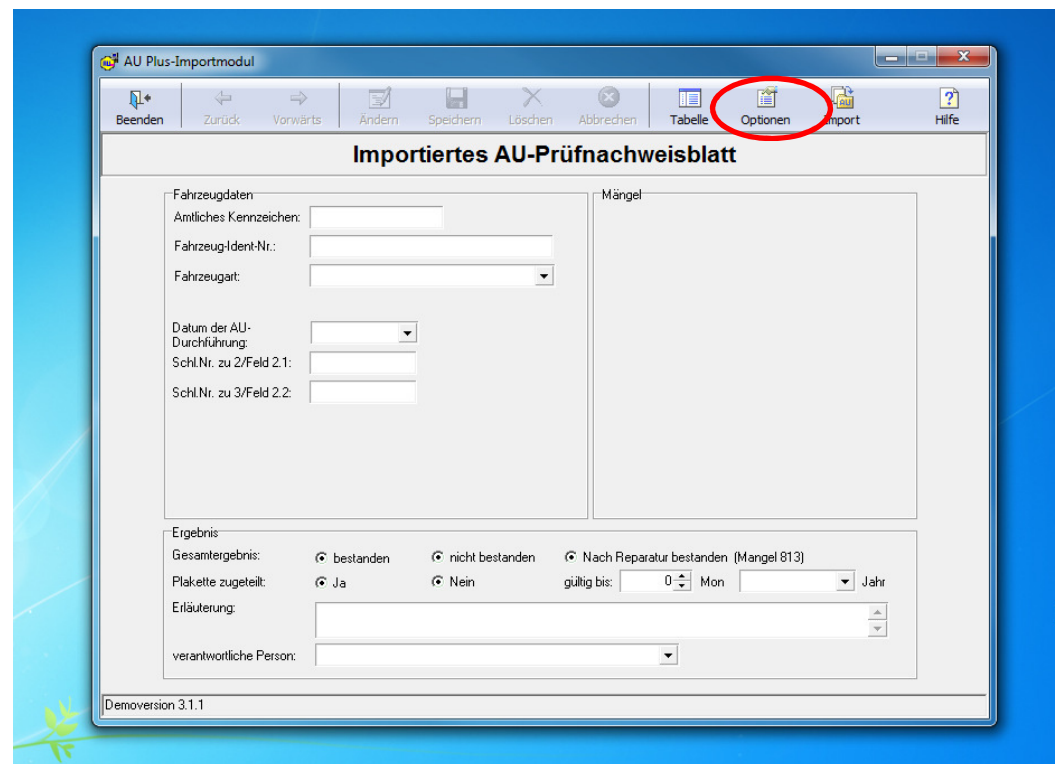 AU Plus-Importmodul
Beenden Zurück Vorwärts Ändern Speichern Löschen Abbrechen Tabelle Optionen Import Hilfe
Importiertes AU-Prüfnachweisblatt
Fahrzeugdaten
Amtliches Kennzeichen:
Fahrzeug-Ident-Nr.:
Fahrzeugart:
Datum der AU-
Durchführung:
Schl.Nr. zu 2/Feld 2.1:
Schl.Nr. zu 3/Feld 2.2:
Mängel
Ergebnis
Gesamtergebnis: bestanden nicht bestanden Nach Reparatur bestanden (Mangel 813)
Plakette zugeteilt: Ja Nein gültig bis: 0 Mon Jahr
Erläuterung:
verantwortliche Person:
Demoversion 3.1.1